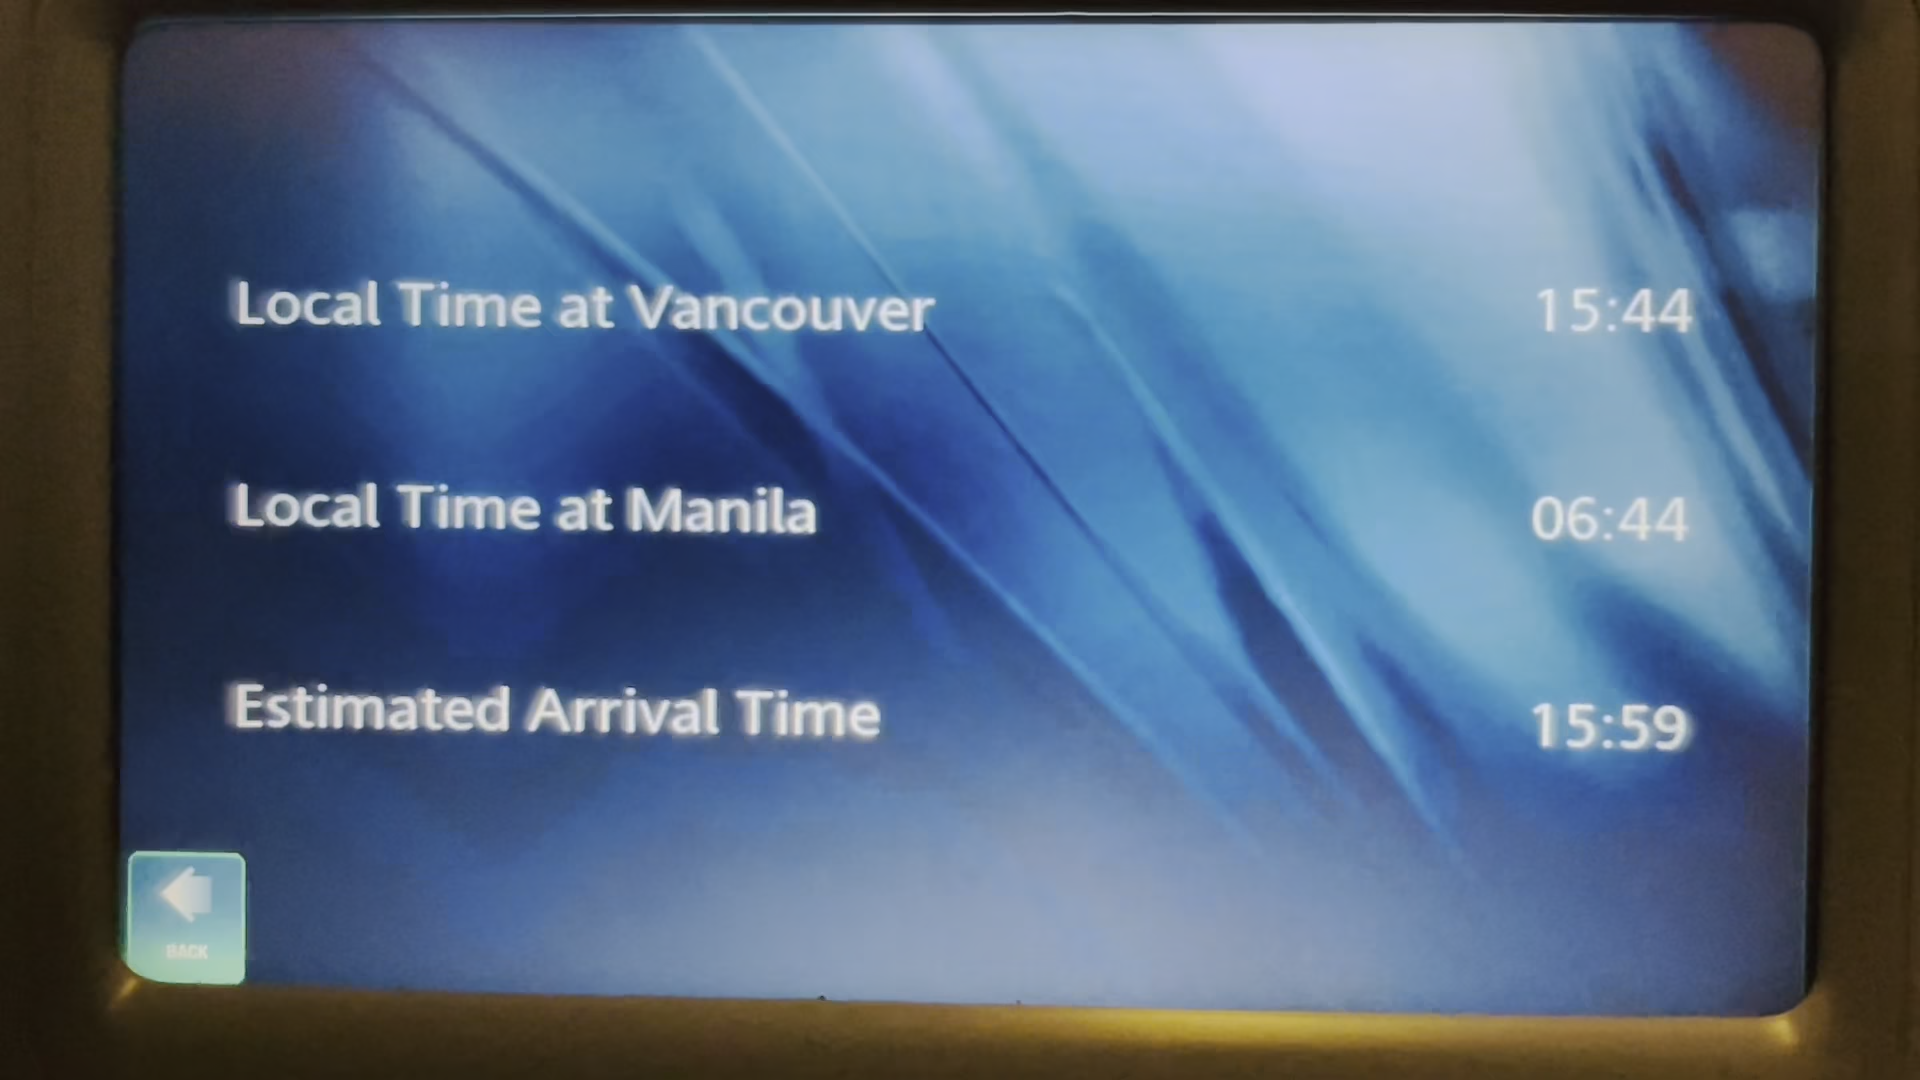 Local Time at Vancouver 15:44
Local Time at Manila 06:44
Estimated Arrival Time 15:59
BACK